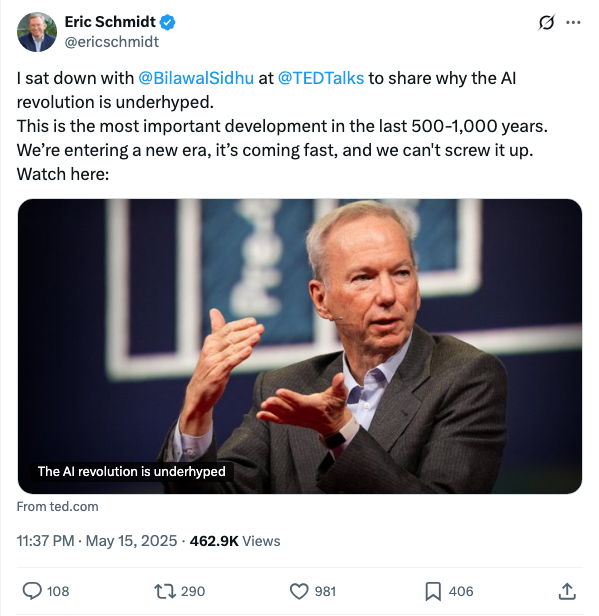 Eric Schmidt
@ericschmidt
I sat down with @BilawalSidhu at @TEDTalks to share why the AI
revolution is underhyped.
This is the most important development in the last 500-1,000 years.
We’re entering a new era, it’s coming fast, and we can't screw it up.
Watch here:
The AI revolution is underhyped
From ted.com
11:37 PM · May 15, 2025 · 462.9K Views
108
290
981
406